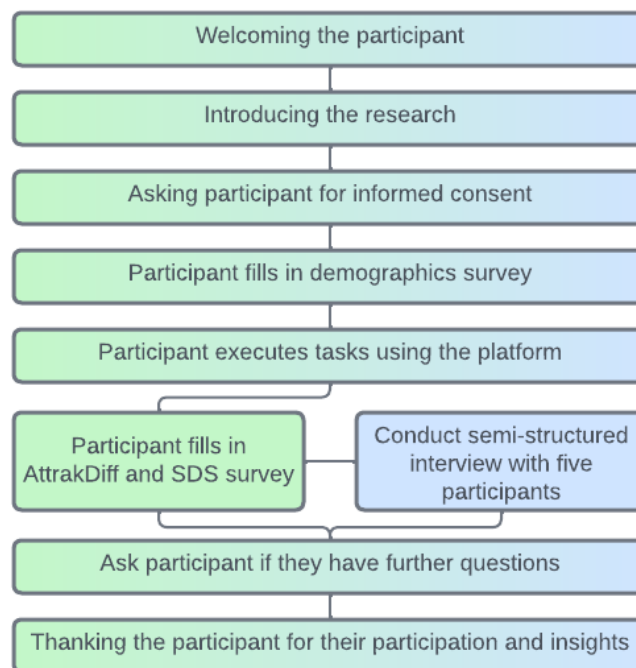 Welcoming the participant
Introducing the research
Asking participant for informed consent
Participant fills in demographics survey
Participant executes tasks using the platform
Participant fills in
AttrakDiff and SDS survey
Conduct semi-structured
interview with five
participants
Ask participant if they have further questions
Thanking the participant for their participation and insights